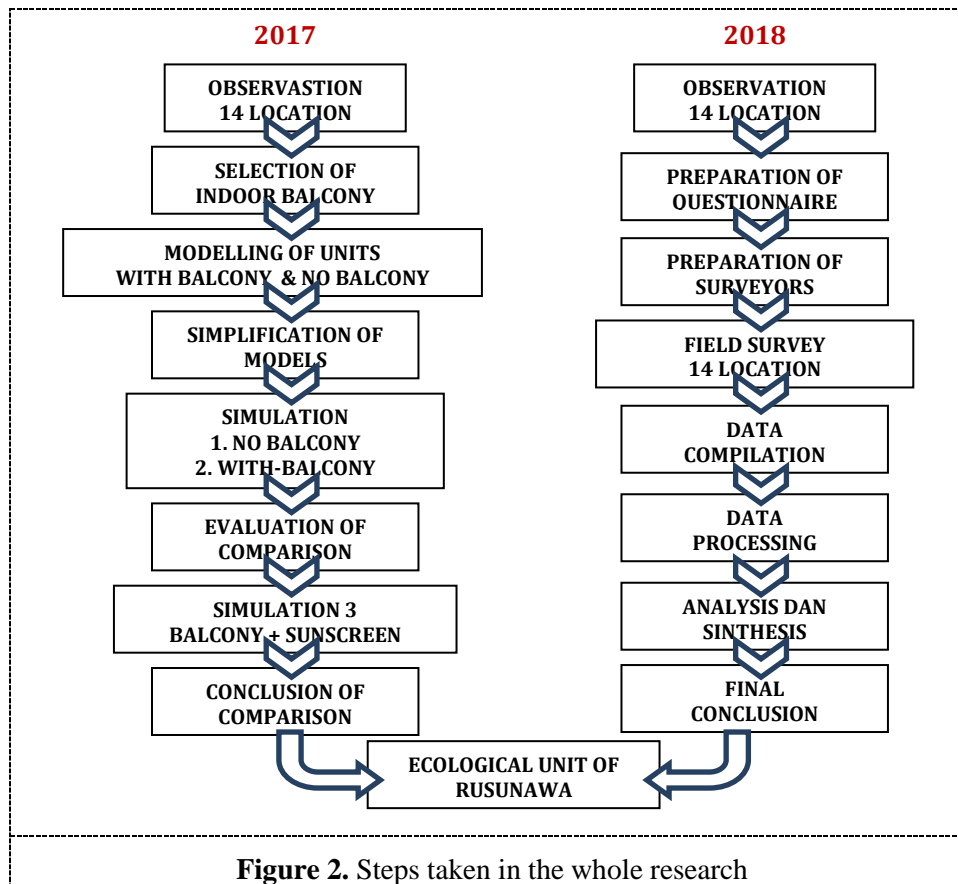 2017
OBSERVASTION
14 LOCATION
SELECTION OF
INDOOR BALCONY
MODELLING OF UNITS
WITH BALCONY & NO BALCONY
SIMPLIFICATION OF
MODELS
SIMULATION
1. NO BALCONY
2. WITH-BALCONY
EVALUATION OF
COMPARISON
SIMULATION 3
BALCONY + SUNSCREEN
CONCLUSION OF
COMPARISON
2018
OBSERVATION
14 LOCATION
PREPARATION OF
QUESTIONNAIRE
PREPARATION OF
SURVEYORS
FIELD SURVEY
14 LOCATION
DATA
COMPILATION
DATA
PROCESSING
ANALYSIS DAN
SINTHESIS
FINAL
CONCLUSION
ECOLOGICAL UNIT OF
RUSUNAWA
Figure 2. Steps taken in the whole research